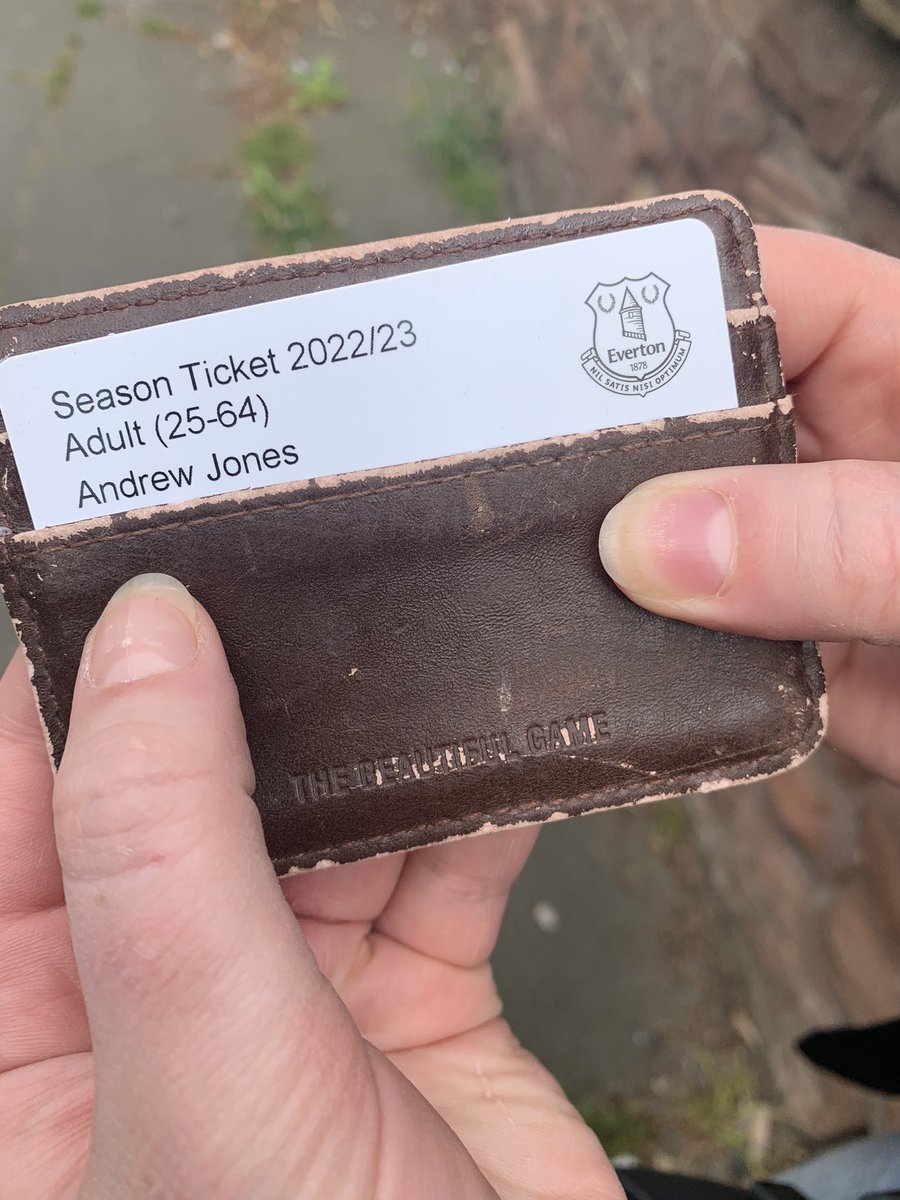 Season Ticket 2022/23
Adult (25-64)
Andrew Jones
Everton
1878
NIL SATIS NISI OPTIMUM
THE BEAUTIFUL GAME